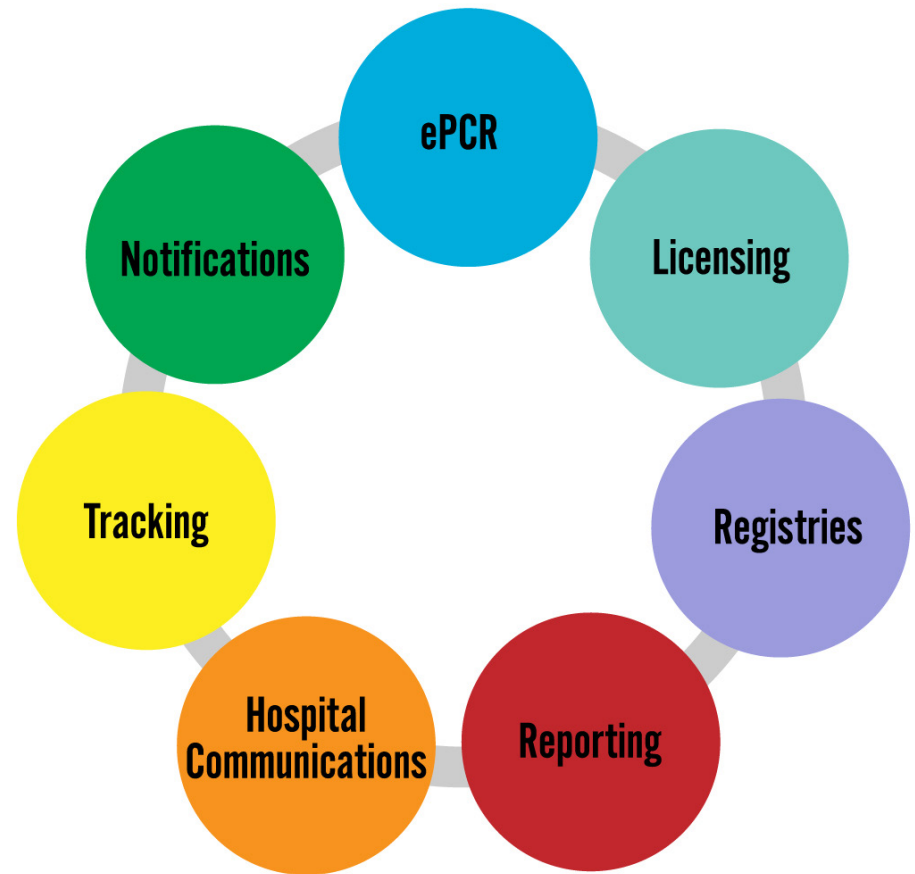 ePCR
Licensing
Registries
Reporting
Hospital
Communications
Tracking
Notifications